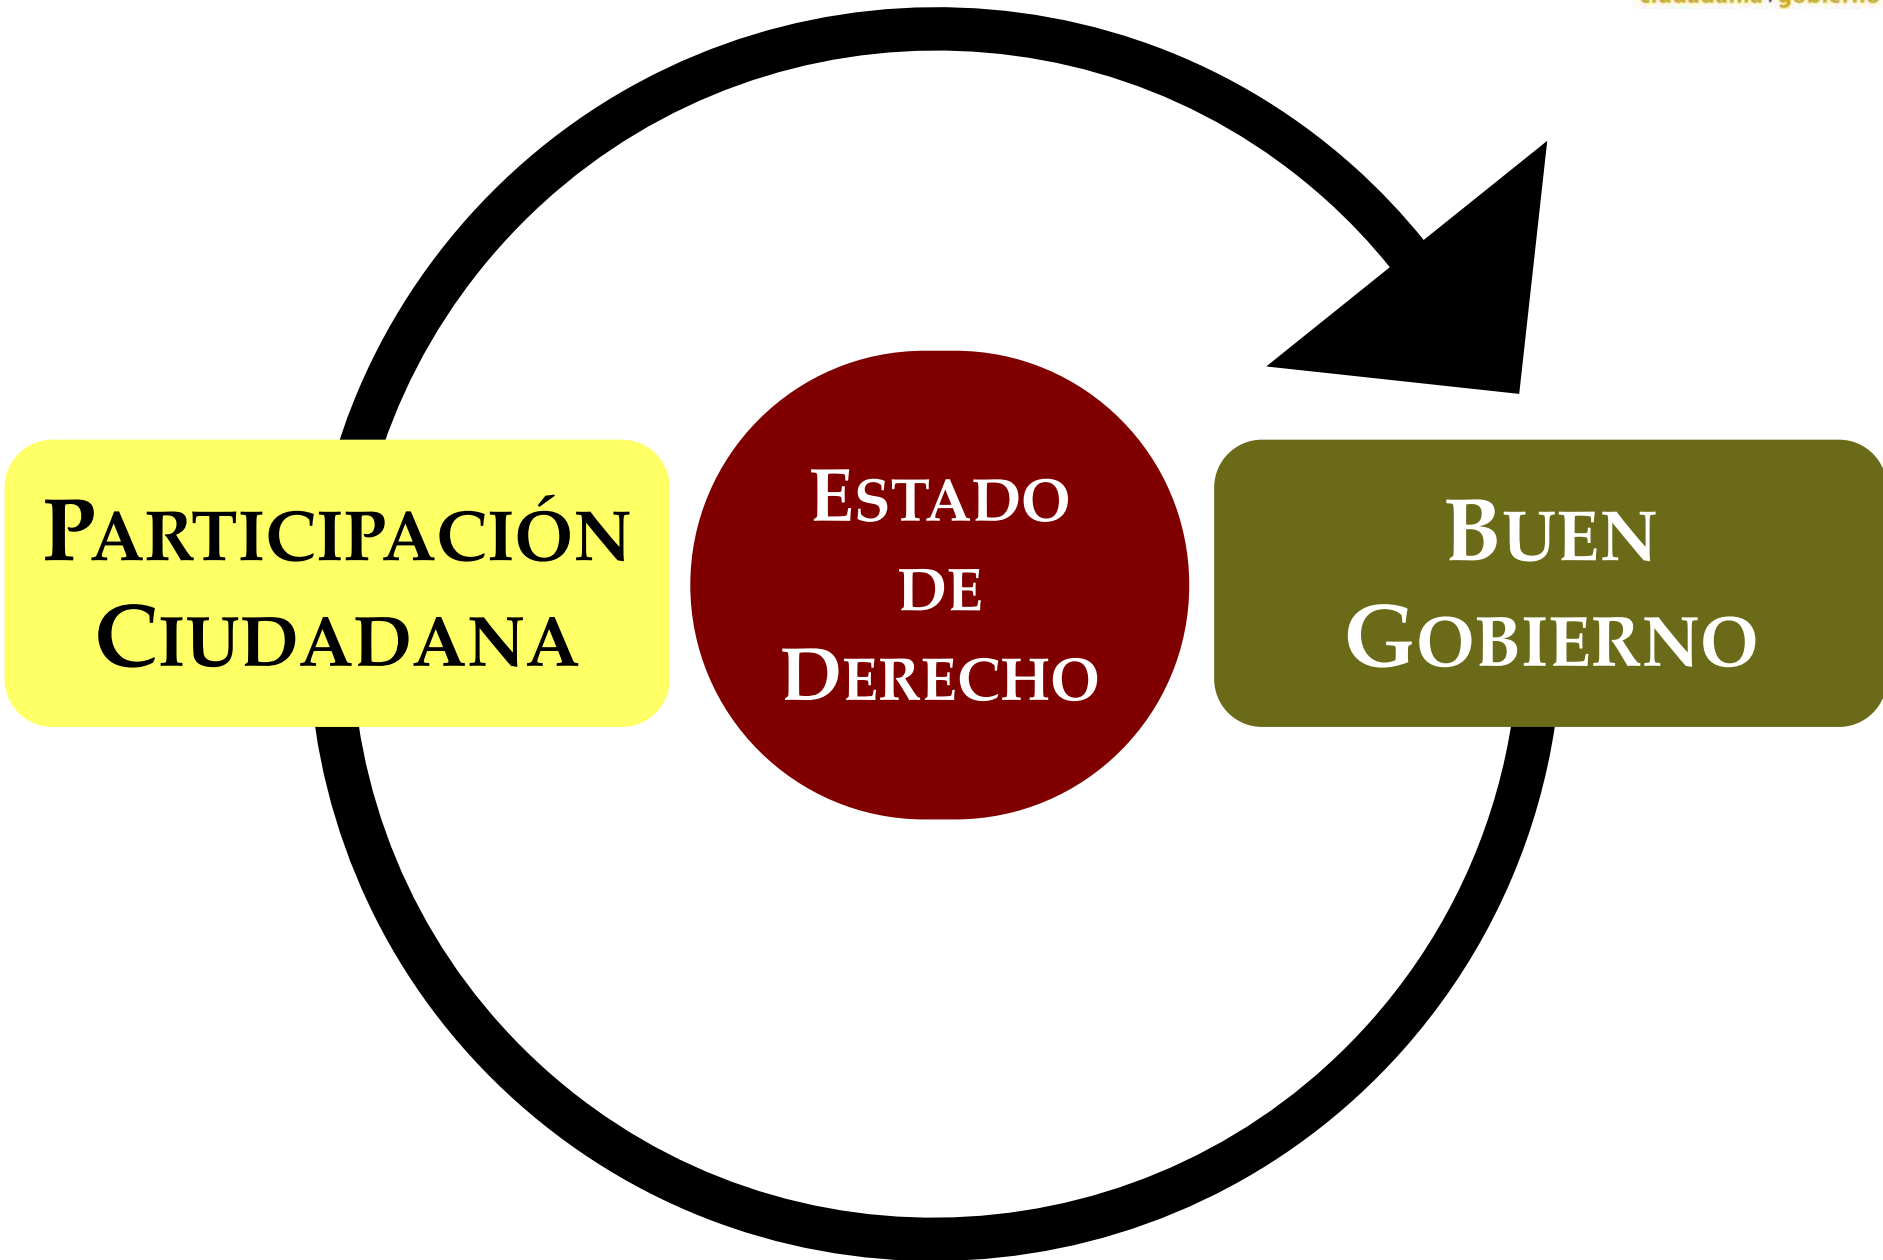 PARTICIPACIÓN
CIUDADANA
ESTADO
DE
DERECHO
BUEN
GOBIERNO